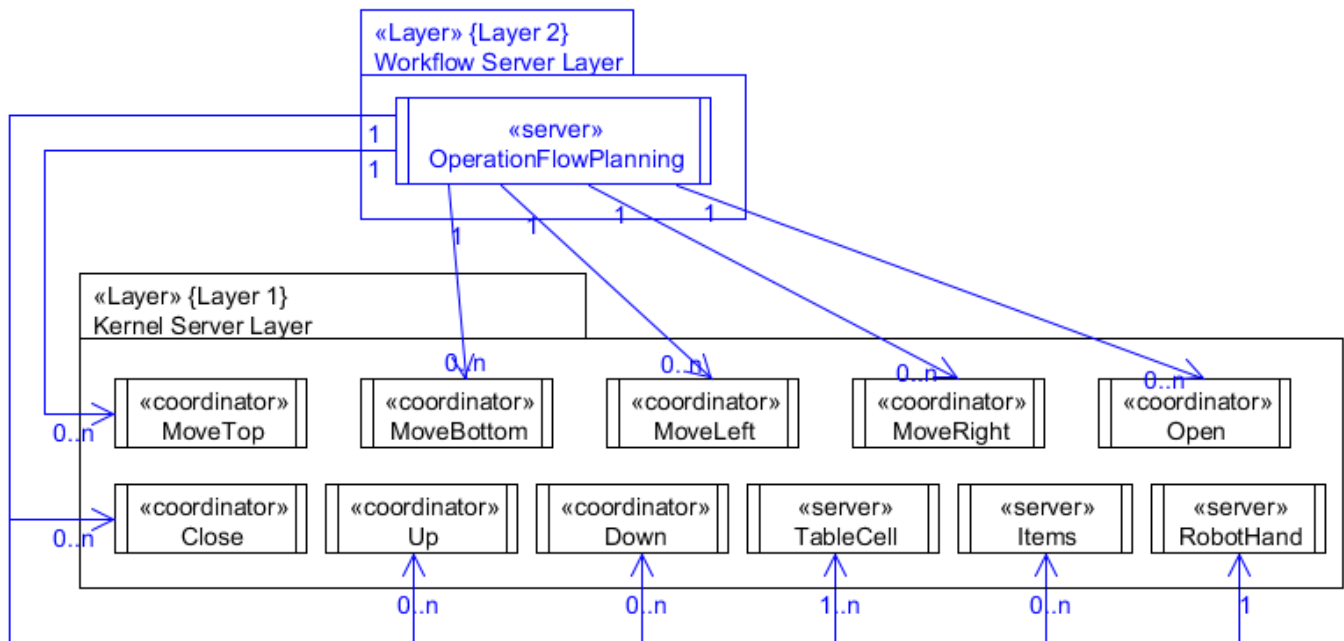 «Layer» {Layer 2}
Workflow Server Layer
«server»
OperationFlowPlanning
1
1
1
1
1
1
«Layer» {Layer 1}
Kernel Server Layer
0..n
0..n
0..n
0..n
«coordinator»
MoveTop
«coordinator»
MoveBottom
«coordinator»
MoveLeft
«coordinator»
MoveRight
«coordinator»
Open
0..n
«coordinator»
Close
«coordinator»
Up
«coordinator»
Down
«server»
TableCell
«server»
Items
«server»
RobotHand
0..n
0..n
0..n
1..n
0..n
1